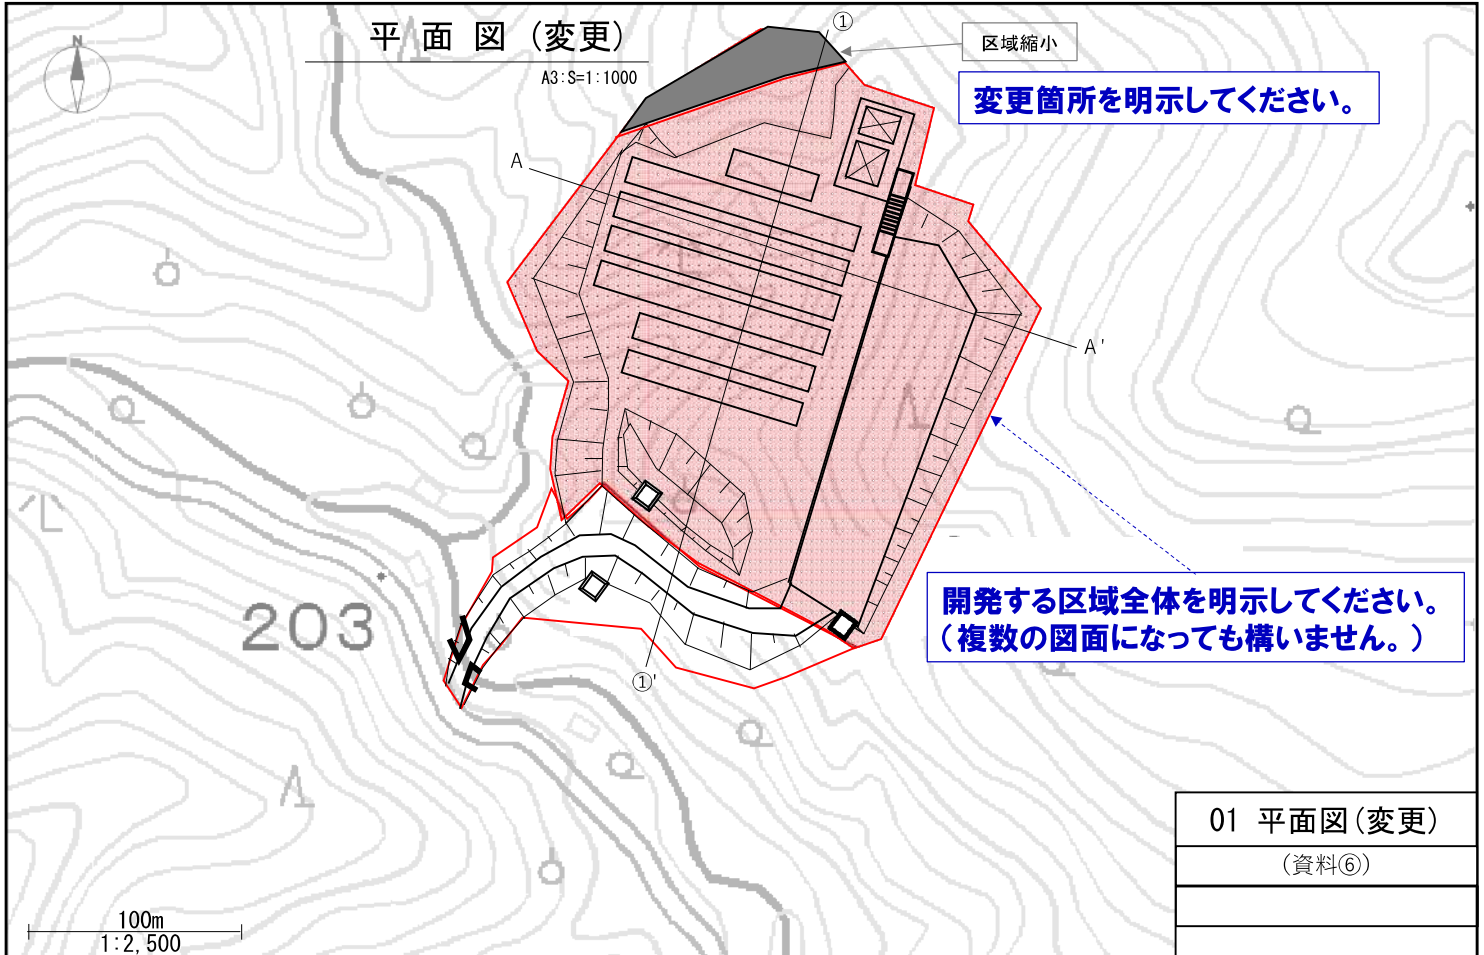 平 面 図 (変更)
A3:S=1:1000
N
①
区域縮小
変更箇所を明示してください。
A
A'
開発する区域全体を明示してください。
(複数の図面になっても構いません。)
203
①'
01 平面図(変更)
(資料⑥)
100m
1:2,500